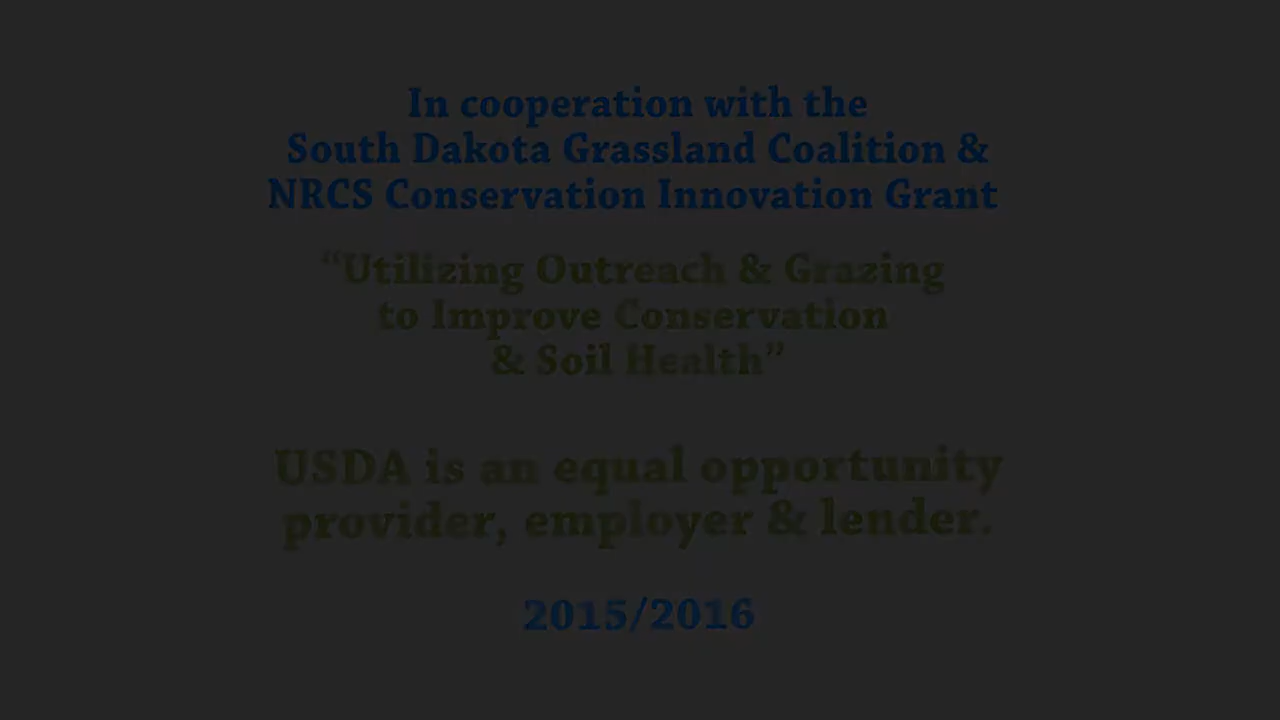 In cooperation with the
South Dakota Grassland Coalition &
NRCS Conservation Innovation Grant
“Utilizing Outreach & Grazing
to Improve Conservation
& Soil Health”
USDA is an equal opportunity
provider, employer & lender.
2015/2016